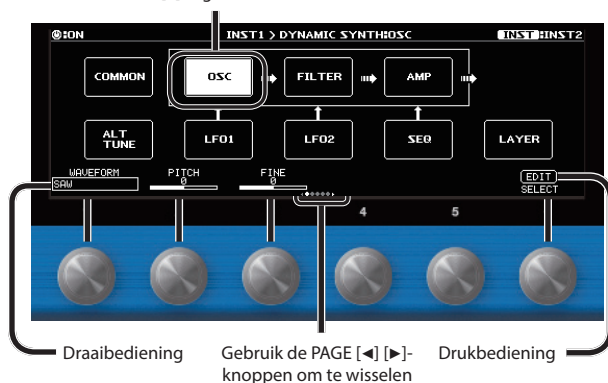 ⓤ:ON INST1 > DYNAMIC SYNTH:OSC INST1:INST2
COMMON OSC FILTER AMP
ALT TUNE LFO1 LFO2 SEQ LAYER
WAVEFORM PITCH FINE EDIT
SAW 0 0 SELECT
4 5
Draaibediening Gebruik de PAGE [◄] [►]- Drukbediening
knoppen om te wisselen